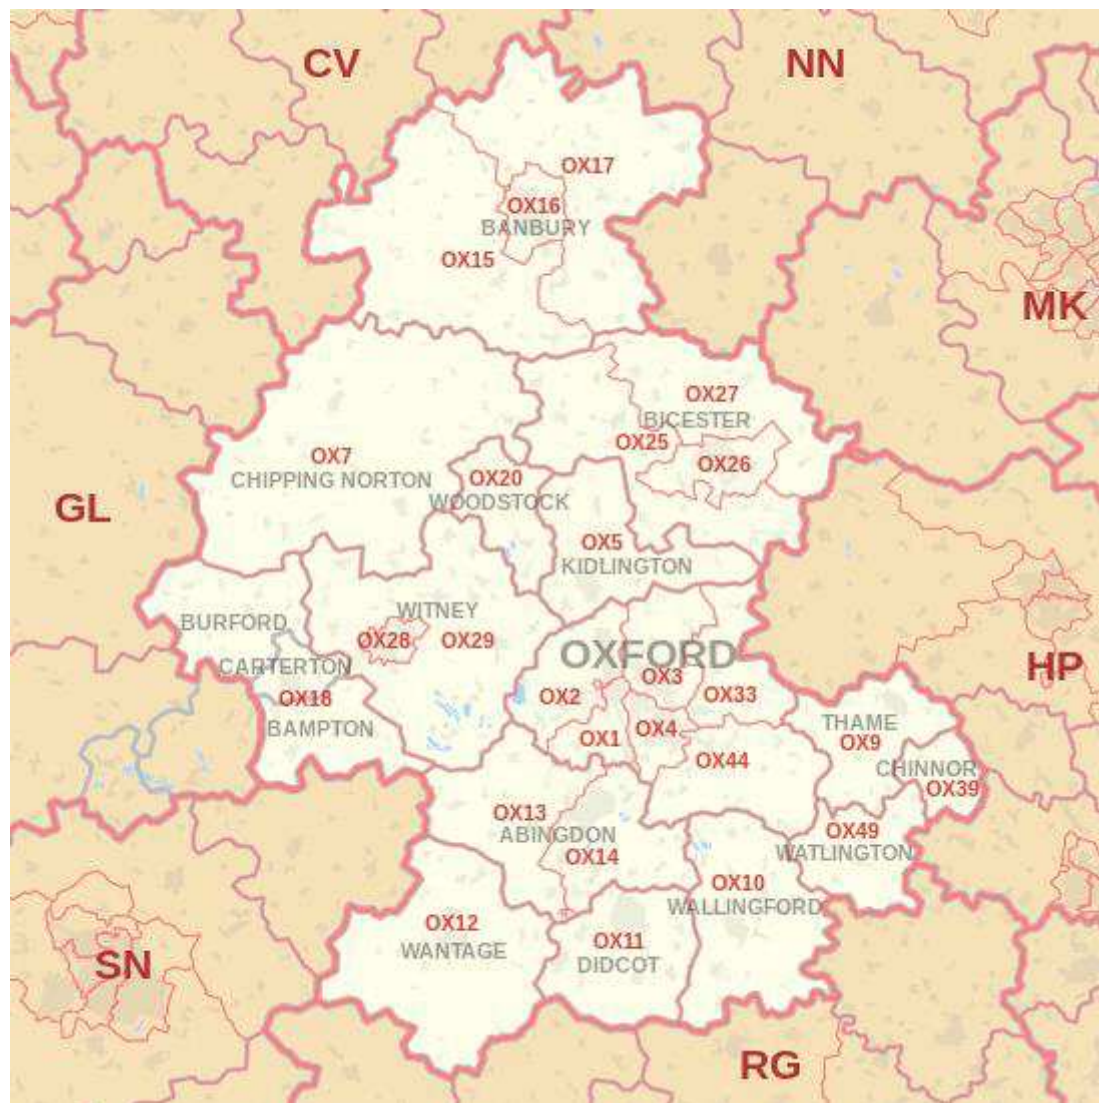 CV
NN
OX17
OX16
BANBURY
OX15
MK
OX27
BICESTER
OX25
OX26
OX7
CHIPPING NORTON
OX20
WOODSTOCK
GL
OX5
KIDLINGTON
WITNEY
BURFORD
OX28
OX29
OXFORD
CARTERTON
HP
OX3
OX2
OX33
OX18
BAMPTON
THAME
OX9
OX1
OX4
OX44
CHINNOR
OX39
OX13
ABINGDON
OX14
OX49
WATLINGTON
OX10
WALLINGFORD
OX12
WANTAGE
OX11
DIDCOT
SN
RG